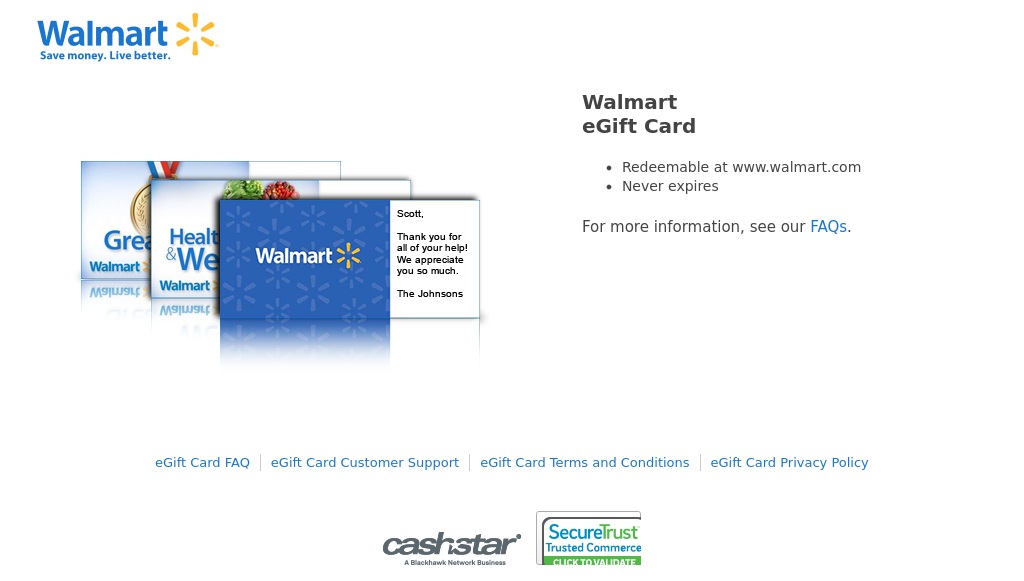 Walmart
Save money. Live better.
Walmart
eGift Card
Redeemable at www.walmart.com
Never expires
For more information, see our FAQs.
Grea
Walmart
Healt
&We
Walmart
Walmart
Scott,
Thank you for
all of your help!
We appreciate
you so much.
The Johnsons
eGift Card FAQ
eGift Card Customer Support
eGift Card Terms and Conditions
eGift Card Privacy Policy
cashstar
A Blackhawk Network Business
SecureTrust
Trusted Commerce
CLICK TO VALIDATE